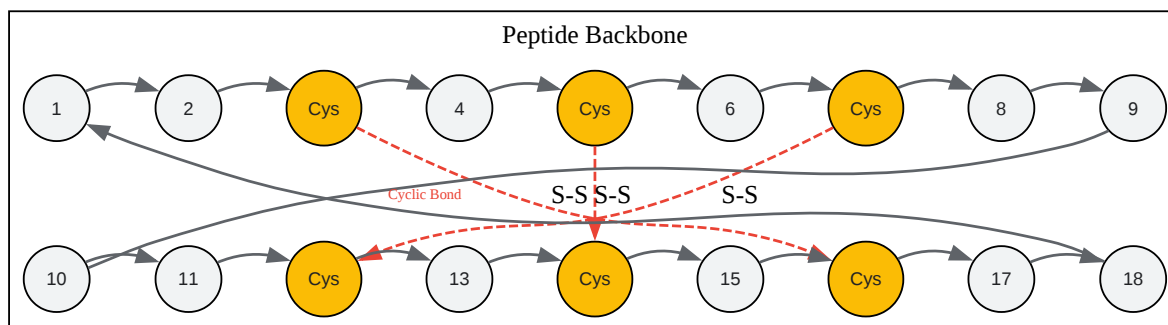 Peptide Backbone
1 2 Cys 4 Cys 6 Cys 8 9
Cyclic Bond S-S S-S S-S
10 11 Cys 13 Cys 15 Cys 17 18